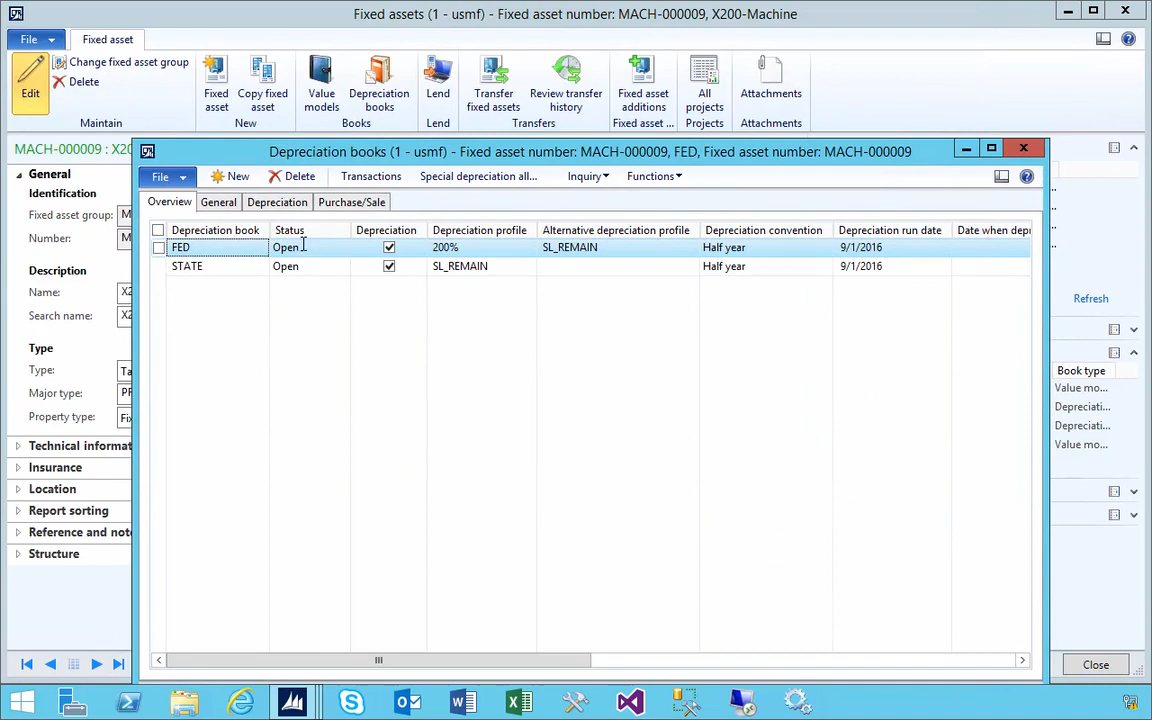 Fixed assets (1 - usmf) - Fixed asset number: MACH-000009, X200-Machine
File
Fixed asset
Edit
Change fixed asset group
Delete
Maintain
Fixed asset
Copy fixed asset
New
Value models
Depreciation books
Books
Lend
Lend
Transfer fixed assets
Review transfer history
Transfers
Fixed asset additions
Fixed asset ...
All projects
Projects
Attachments
Attachments
MACH-000009 : X20
General
Identification
Fixed asset group: M
Number: M
Description
Name: X2
Search name: X2
Type
Type: Ta
Major type: PR
Property type: Fix
Technical informat
Insurance
Location
Report sorting
Reference and note
Structure
Depreciation books (1 - usmf) - Fixed asset number: MACH-000009, FED, Fixed asset number: MACH-000009
File New Delete Transactions Special depreciation all... Inquiry Functions
Overview General Depreciation Purchase/Sale
Depreciation book Status Depreciation Depreciation profile Alternative depreciation profile Depreciation convention Depreciation run date Date when depr
FED Open 200% SL_REMAIN Half year 9/1/2016
STATE Open SL_REMAIN Half year 9/1/2016
Refresh
Book type
Value mo...
Depreciati...
Depreciati...
Value mo...
Close